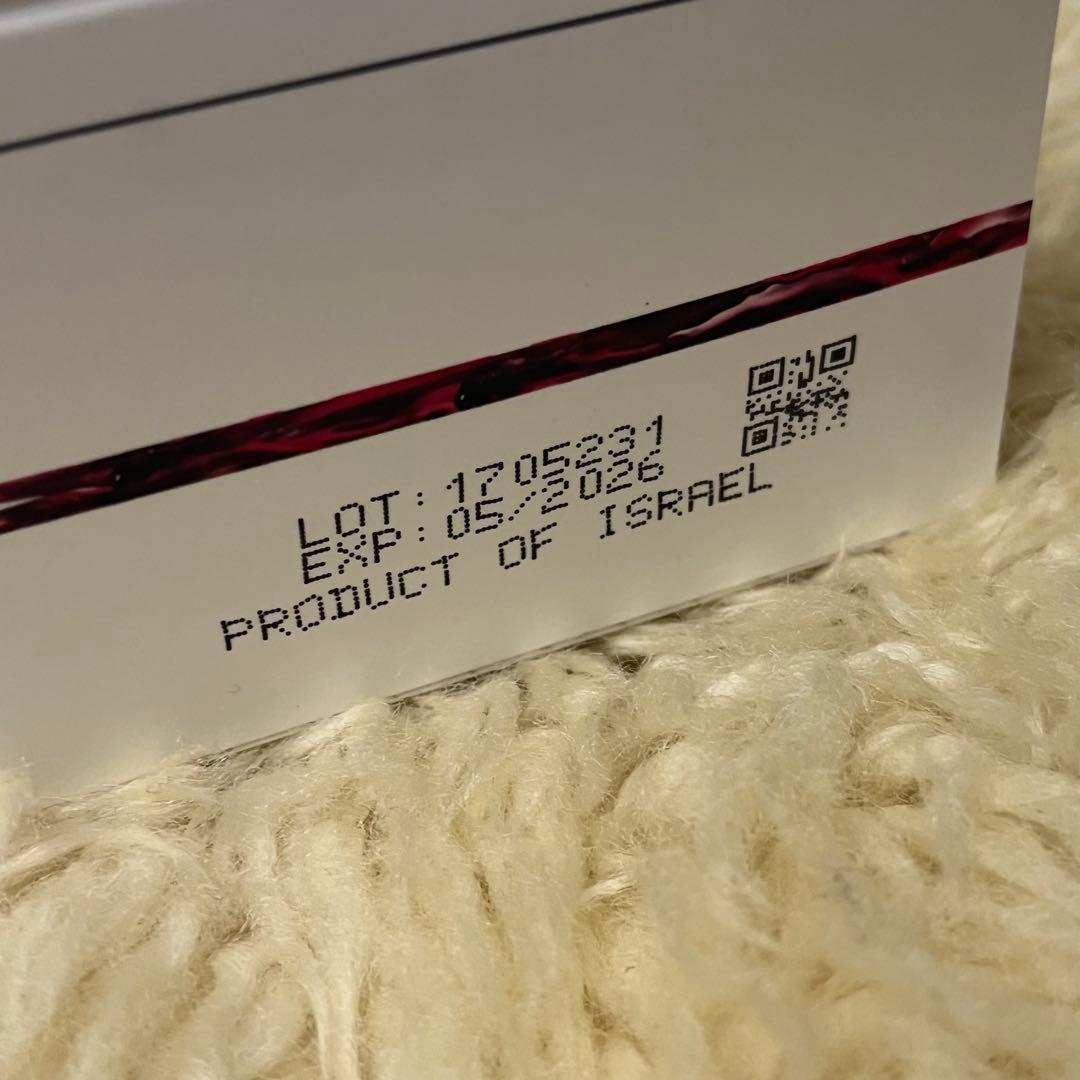 LOT: 1705231
EXP: 05/2026
PRODUCT OF ISRAEL